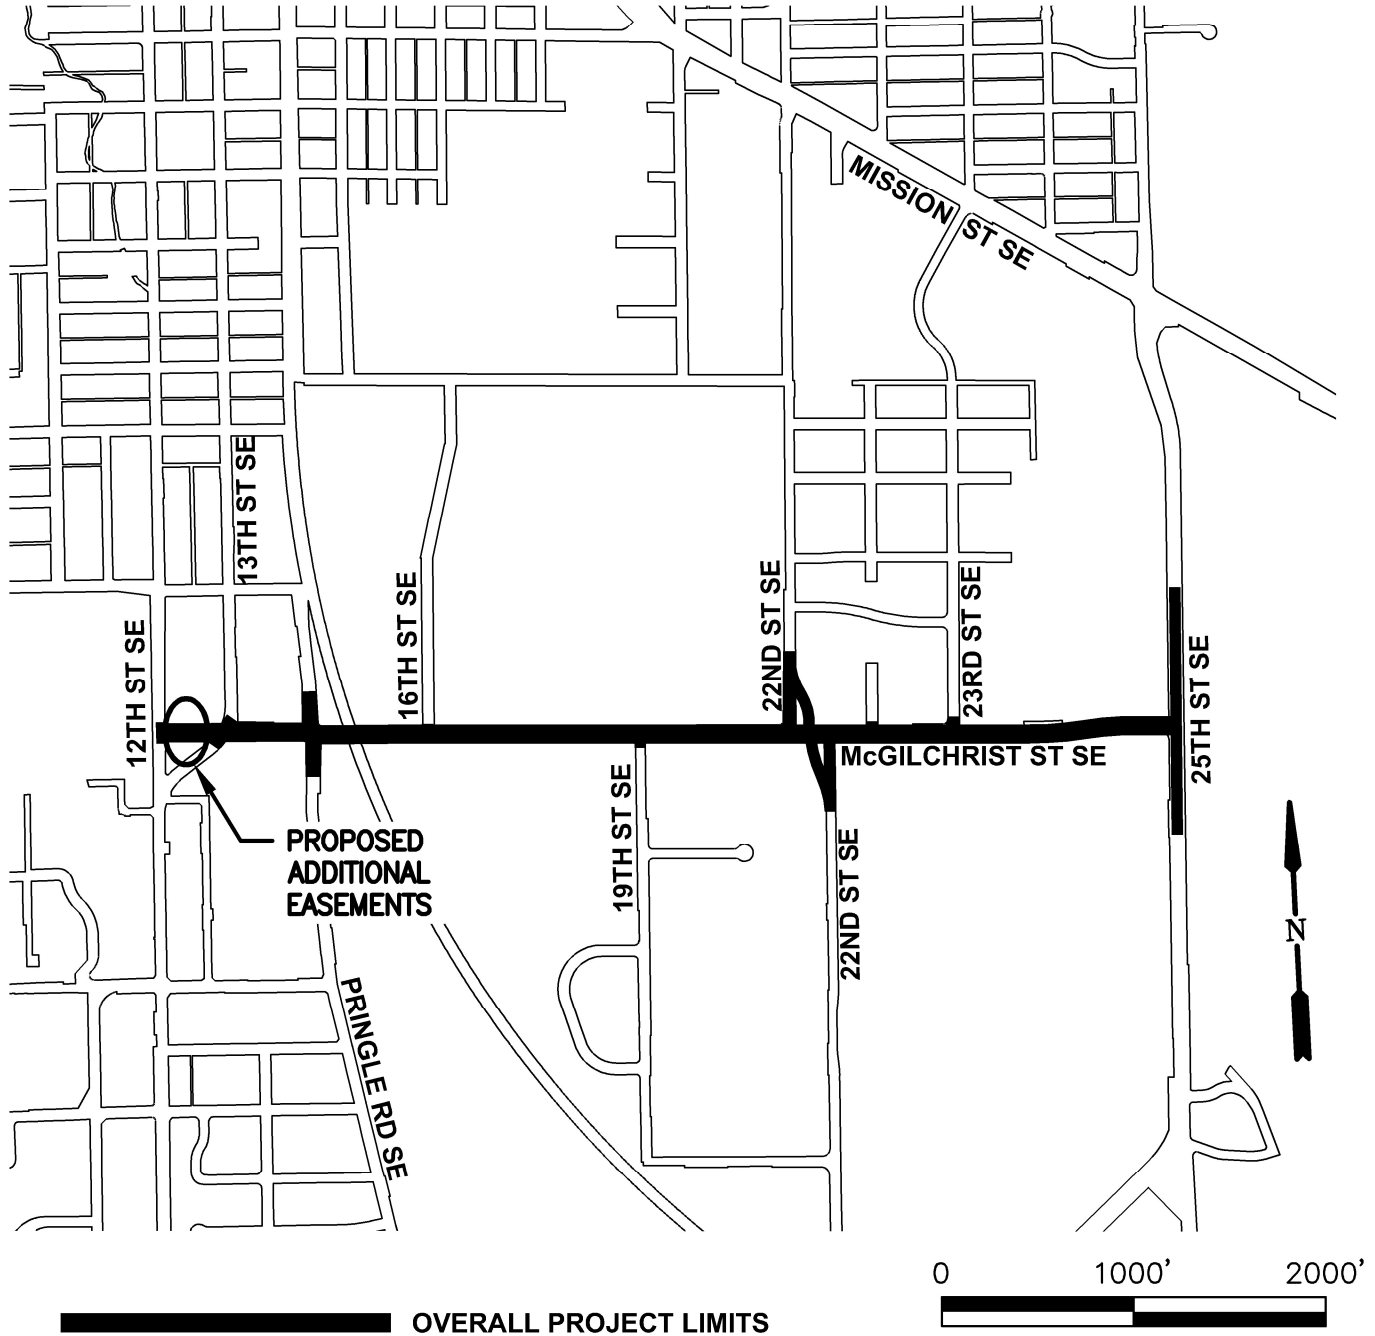 MISSION ST SE
13TH ST SE
12TH ST SE
16TH ST SE
22ND ST SE
23RD ST SE
25TH ST SE
McGILCHRIST ST SE
19TH ST SE
22ND ST SE
PROPOSED
ADDITIONAL
EASEMENTS
N
PRINGLE RD SE
0 1000' 2000'
OVERALL PROJECT LIMITS